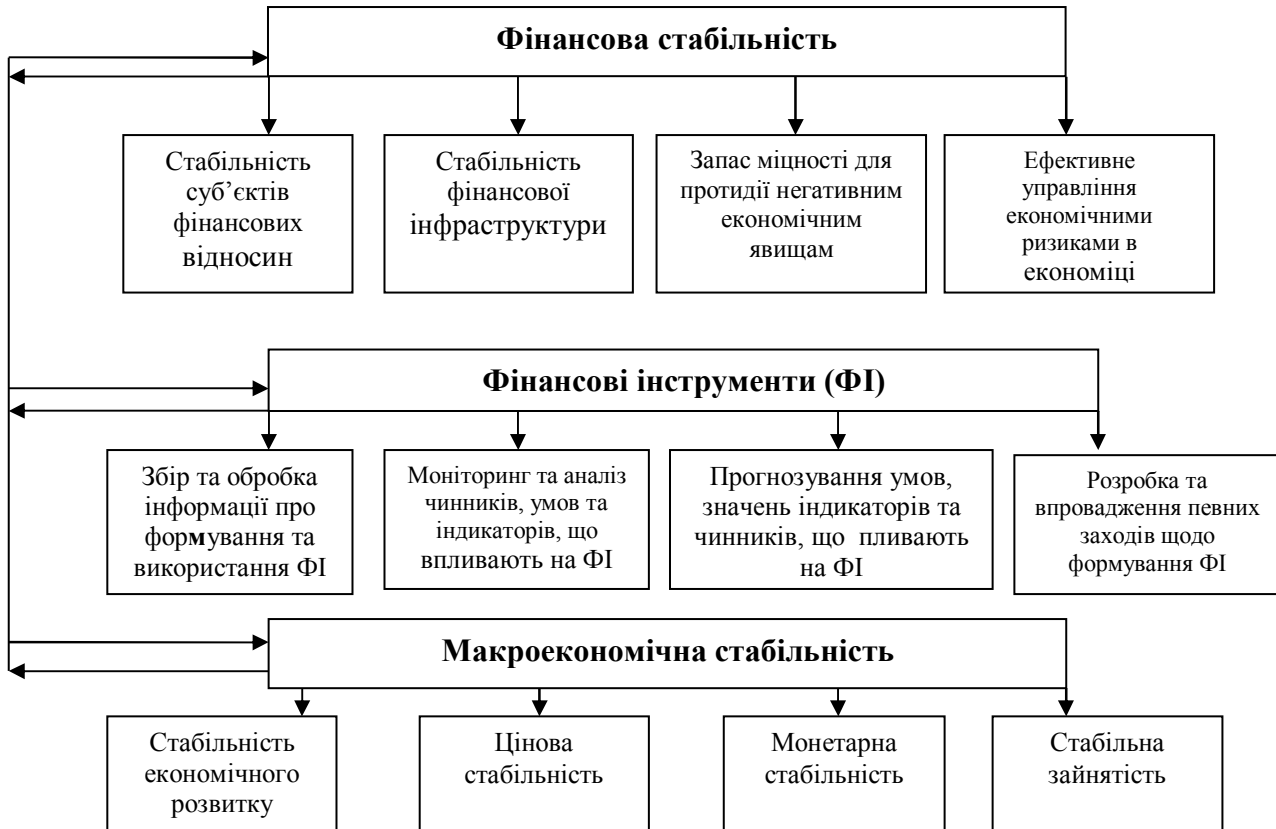 Фінансова стабільність
Стабільність
суб’єктів
фінансових
відносин
Стабільність
фінансової
інфраструктури
Запас міцності для
протидії негативним
економічним
явищам
Ефективне
управління
економічними
ризиками в
економіці
Фінансові інструменти (ФІ)
Збір та обробка
інформації про
формування та
використання ФІ
Моніторинг та аналіз
чинників, умов та
індикаторів, що
впливають на ФІ
Прогнозування умов,
значень індикаторів та
чинників, що пливають
на ФІ
Розробка та
впровадження певних
заходів щодо
формування ФІ
Макроекономічна стабільність
Стабільність
економічного
розвитку
Цінова
стабільність
Монетарна
стабільність
Стабільна
зайнятість